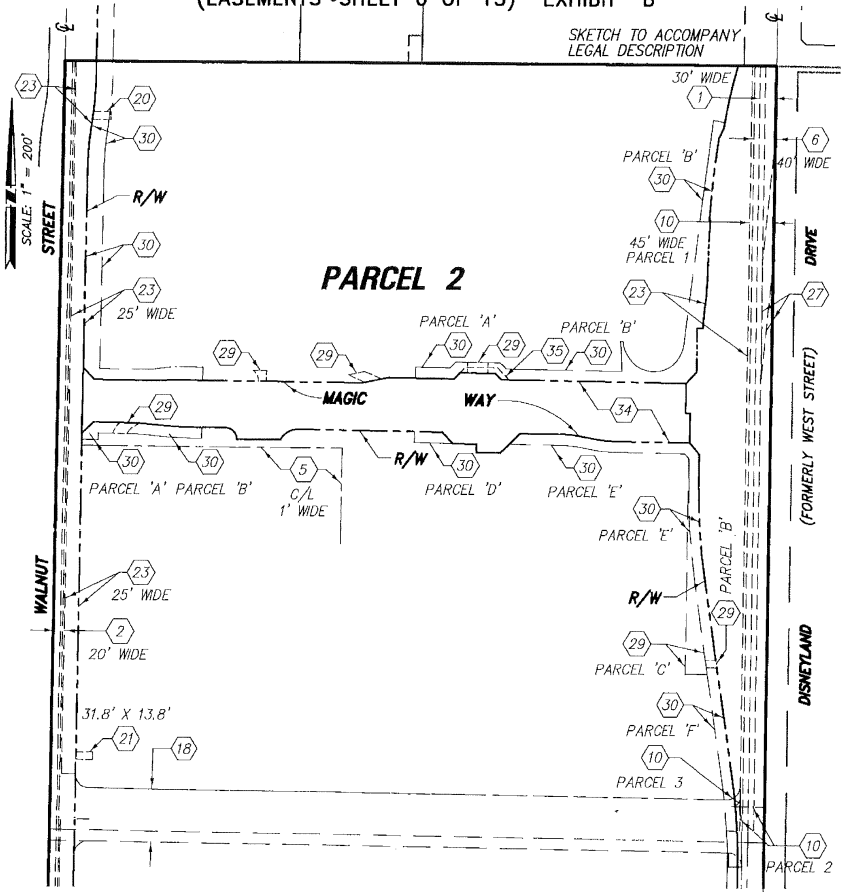 (EASEMENTS - SHEET 6 OF 15) EXHIBIT "B"
SKETCH TO ACCOMPANY
LEGAL DESCRIPTION
℄
℄
23
20
30
30' WIDE
1
6
40' WIDE
PARCEL 'B'
30
SCALE: 1" = 200'
STREET
R/W
30
23
25' WIDE
10
45' WIDE
PARCEL 1
DRIVE
PARCEL 2
23
27
PARCEL 'A'
PARCEL 'B'
29
29
30
29
35
30
MAGIC
WAY
34
(FORMERLY WEST STREET)
29
30
30
5
R/W
30
30
PARCEL 'A'
PARCEL 'B'
C/L
1' WIDE
PARCEL 'D'
PARCEL 'E'
30
PARCEL 'E'
PARCEL 'B'
WALNUT
23
25' WIDE
R/W
29
2
20' WIDE
29
PARCEL 'C'
DISNEYLAND
31.8' X 13.8'
21
18
30
PARCEL 'F'
10
PARCEL 3
10
PARCEL 2